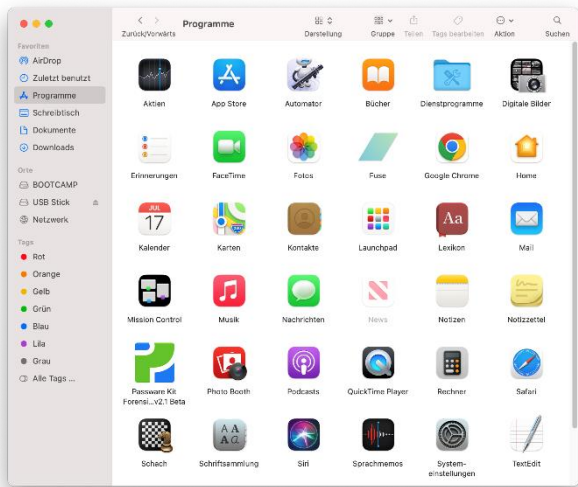 Programme
Zurück/Vorwärts
Darstellung
Gruppe
Teilen
Tags bearbeiten
Aktion
Suchen
Favoriten
AirDrop
Zuletzt benutzt
Programme
Schreibtisch
Dokumente
Downloads
Orte
BOOTCAMP
USB Stick
Netzwerk
Tags
Rot
Orange
Gelb
Grün
Blau
Lila
Grau
Alle Tags ...
Aktien
App Store
Automator
Bücher
Dienstprogramme
Digitale Bilder
Erinnerungen
FaceTime
Fotos
Fuse
Google Chrome
Home
JUL
17
Aa
Kalender
Karten
Kontakte
Launchpad
Lexikon
Mail
Mission Control
Musik
Nachrichten
News
Notizen
Notizzettel
Passware Kit
Forensi...v2.1 Beta
Photo Booth
Podcasts
QuickTime Player
Rechner
Safari
Schach
Schriftsammlung
Siri
Sprachmemos
System-
einstellungen
TextEdit